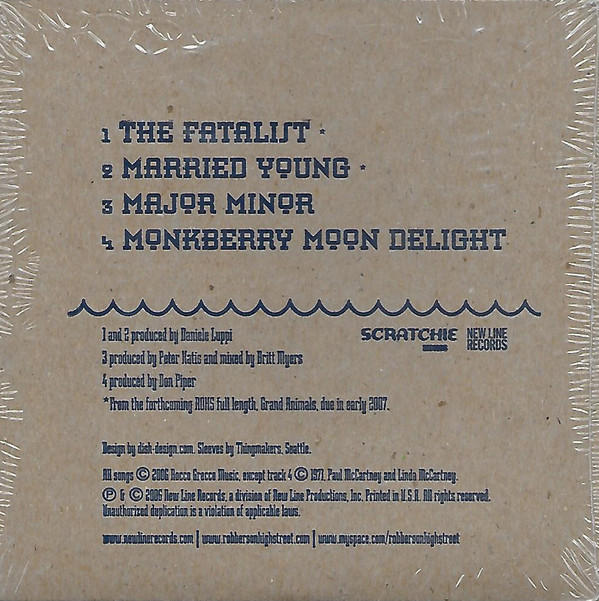 1 THE FATALIST *
2 MARRIED YOUNG *
3 MAJOR MINOR
4 MONKBERRY MOON DELIGHT
1 and 2 produced by Daniele Luppi
SCRATCHIE RECORDS
NEW LINE RECORDS
3 produced by Peter Katis and mixed by Britt Myers
4 produced by Don Piper
*From the forthcoming ROHS full length, Grand Animals, due in early 2007.
Design by dish-design.com. Sleeves by Thingmakers, Seattle.
All songs © 2006 Rocco Grecco Music, except track 4 © 1971, Paul McCartney and Linda McCartney.
℗ & © 2006 New Line Records, a division of New Line Productions, Inc. Printed in U.S.A. All rights reserved.
Unauthorized duplication is a violation of applicable laws.
www.newlinerecords.com | www.robbersonhighstreet.com | www.myspace.com/robbersonhighstreet